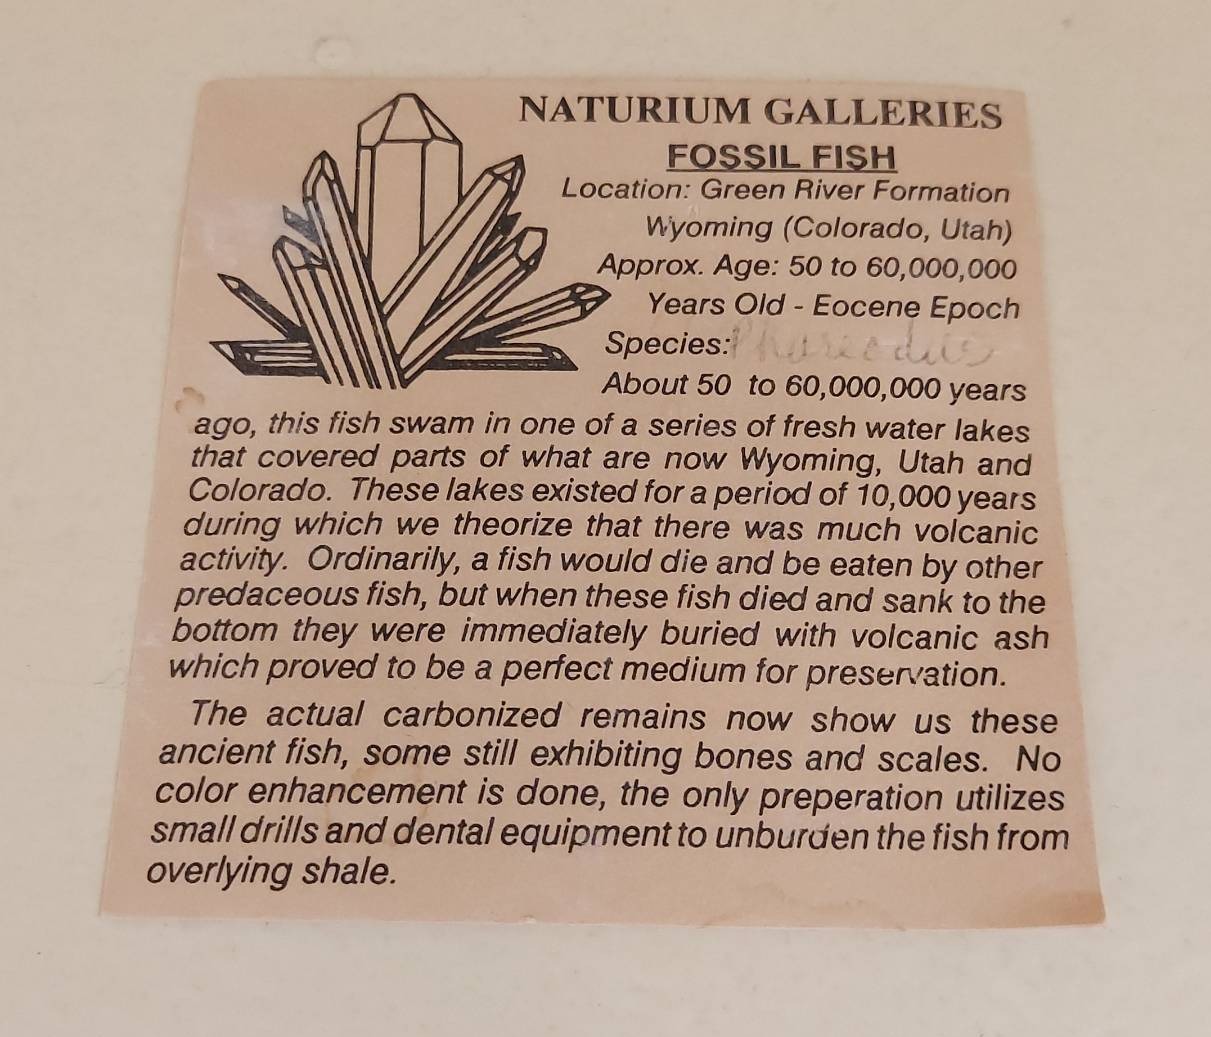 NATURIUM GALLERIES
FOSSIL FISH
Location: Green River Formation
Wyoming (Colorado, Utah)
Approx. Age: 50 to 60,000,000
Years Old - Eocene Epoch
Species: Phareodus
About 50 to 60,000,000 years
ago, this fish swam in one of a series of fresh water lakes
that covered parts of what are now Wyoming, Utah and
Colorado. These lakes existed for a period of 10,000 years
during which we theorize that there was much volcanic
activity. Ordinarily, a fish would die and be eaten by other
predaceous fish, but when these fish died and sank to the
bottom they were immediately buried with volcanic ash
which proved to be a perfect medium for preservation.
The actual carbonized remains now show us these
ancient fish, some still exhibiting bones and scales. No
color enhancement is done, the only preperation utilizes
small drills and dental equipment to unburden the fish from
overlying shale.